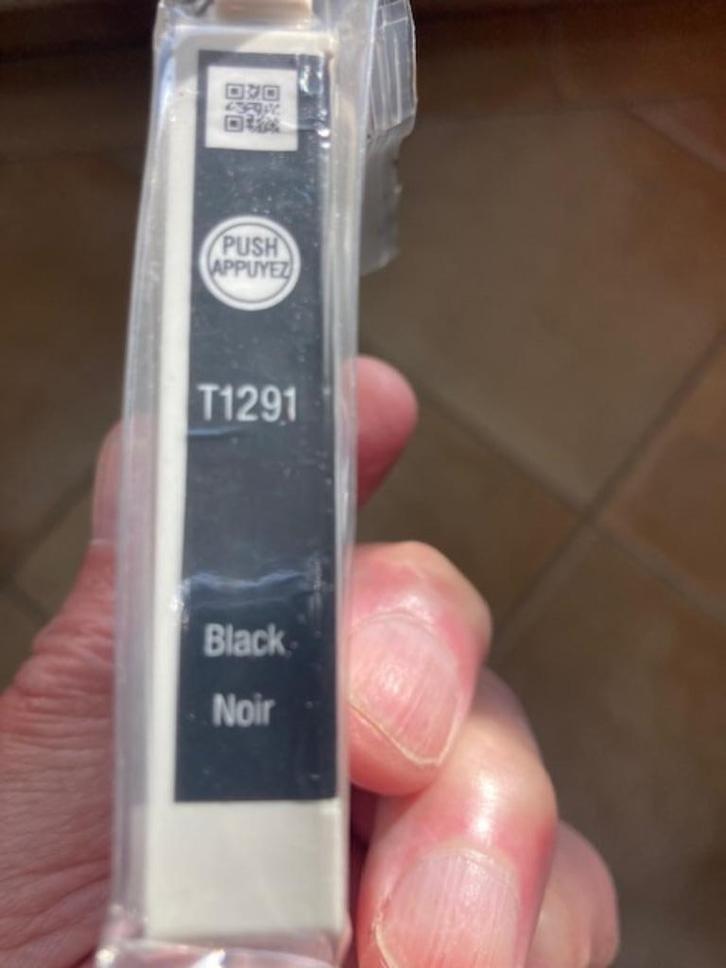 PUSH
APPUYEZ
T1291
Black
Noir